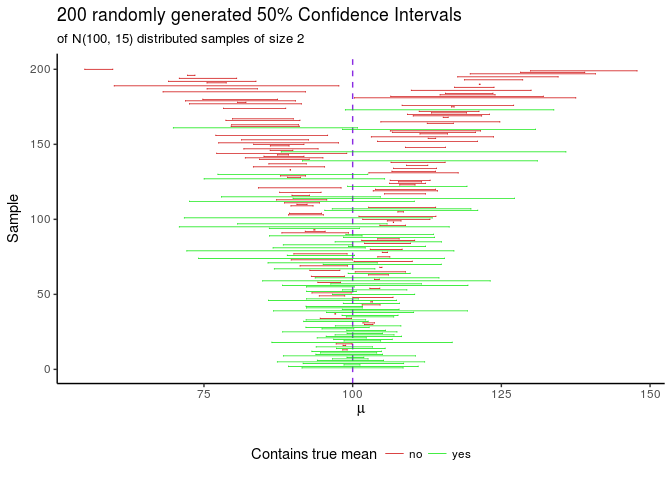 200 randomly generated 50% Confidence Intervals
of N(100, 15) distributed samples of size 2
200
150
100
50
0
Sample
75 100 125 150
μ
Contains true mean no yes